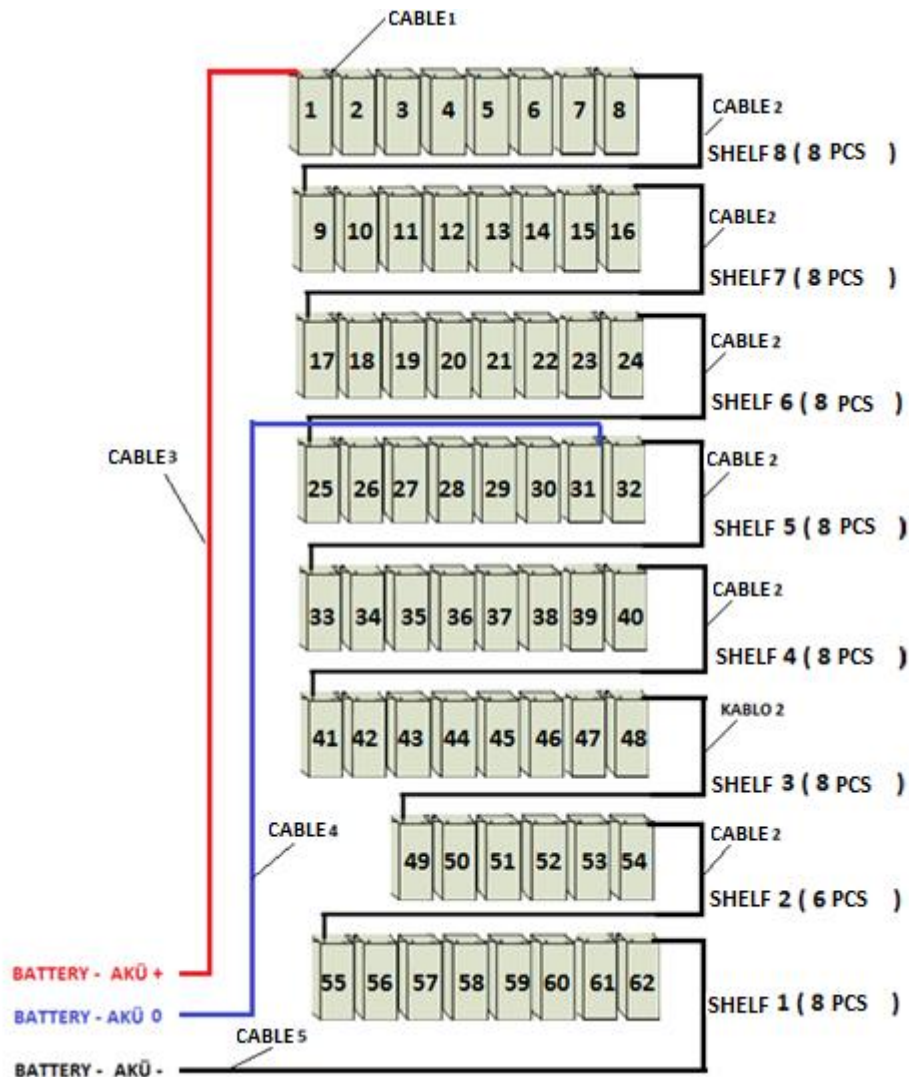 CABLE1
1 2 3 4 5 6 7 8
CABLE 2
SHELF 8 ( 8 PCS )
9 10 11 12 13 14 15 16
CABLE2
SHELF 7 ( 8 PCS )
17 18 19 20 21 22 23 24
CABLE 2
SHELF 6 ( 8 PCS )
CABLE 3
25 26 27 28 29 30 31 32
CABLE 2
SHELF 5 ( 8 PCS )
33 34 35 36 37 38 39 40
CABLE 2
SHELF 4 ( 8 PCS )
41 42 43 44 45 46 47 48
KABLO 2
SHELF 3 ( 8 PCS )
CABLE 4
49 50 51 52 53 54
CABLE 2
SHELF 2 ( 6 PCS )
55 56 57 58 59 60 61 62
SHELF 1 ( 8 PCS )
BATTERY - AKÜ +
BATTERY - AKÜ 0
CABLE 5
BATTERY - AKÜ -